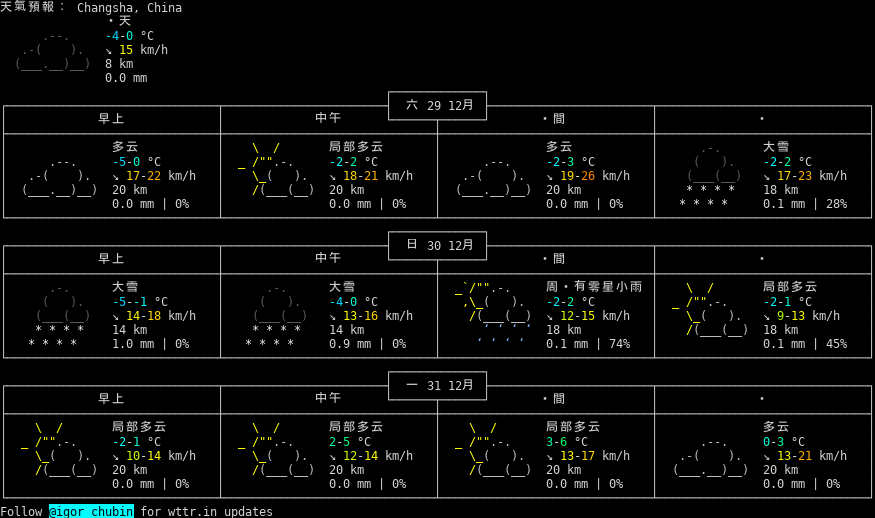 天氣預報： Changsha, China
・天
-4-0 °C
↘ 15 km/h
8 km
0.0 mm
六 29 12月
早上 中午 ・間 ・
多云 局部多云 多云 大雪
-5-0 °C -2-2 °C -2-3 °C -2-2 °C
↘ 17-22 km/h ↘ 18-21 km/h ↘ 19-26 km/h ↘ 17-23 km/h
20 km 20 km 20 km 18 km
0.0 mm | 0% 0.0 mm | 0% 0.0 mm | 0% 0.1 mm | 28%
日 30 12月
早上 中午 ・間 ・
大雪 大雪 周・有零星小雨 局部多云
-5--1 °C -4-0 °C -2-2 °C -2-1 °C
↘ 14-18 km/h ↘ 13-16 km/h ↘ 12-15 km/h ↘ 9-13 km/h
14 km 14 km 18 km 18 km
1.0 mm | 0% 0.9 mm | 0% 0.1 mm | 74% 0.1 mm | 45%
一 31 12月
早上 中午 ・間 ・
局部多云 局部多云 局部多云 多云
-2-1 °C 2-5 °C 3-6 °C 0-3 °C
↘ 10-14 km/h ↘ 12-14 km/h ↘ 13-17 km/h ↘ 13-21 km/h
20 km 20 km 20 km 20 km
0.0 mm | 0% 0.0 mm | 0% 0.0 mm | 0% 0.0 mm | 0%
Follow @igor_chubin for wttr.in updates